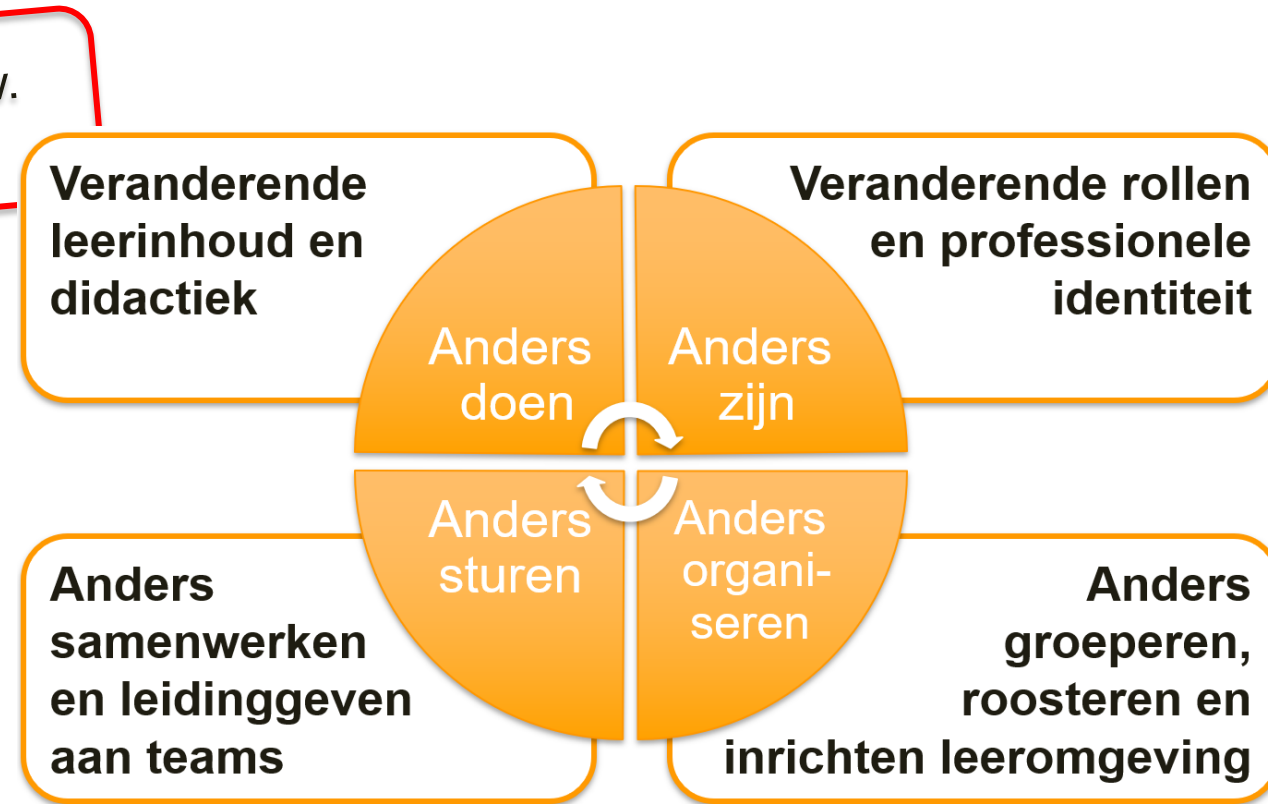 Veranderende
leerinhoud en
didactiek
Veranderende rollen
en professionele
identiteit
Anders
doen
Anders
zijn
Anders
sturen
Anders
organi-
seren
Anders
samenwerken
en leidinggeven
aan teams
Anders
groeperen,
roosteren en
inrichten leeromgeving